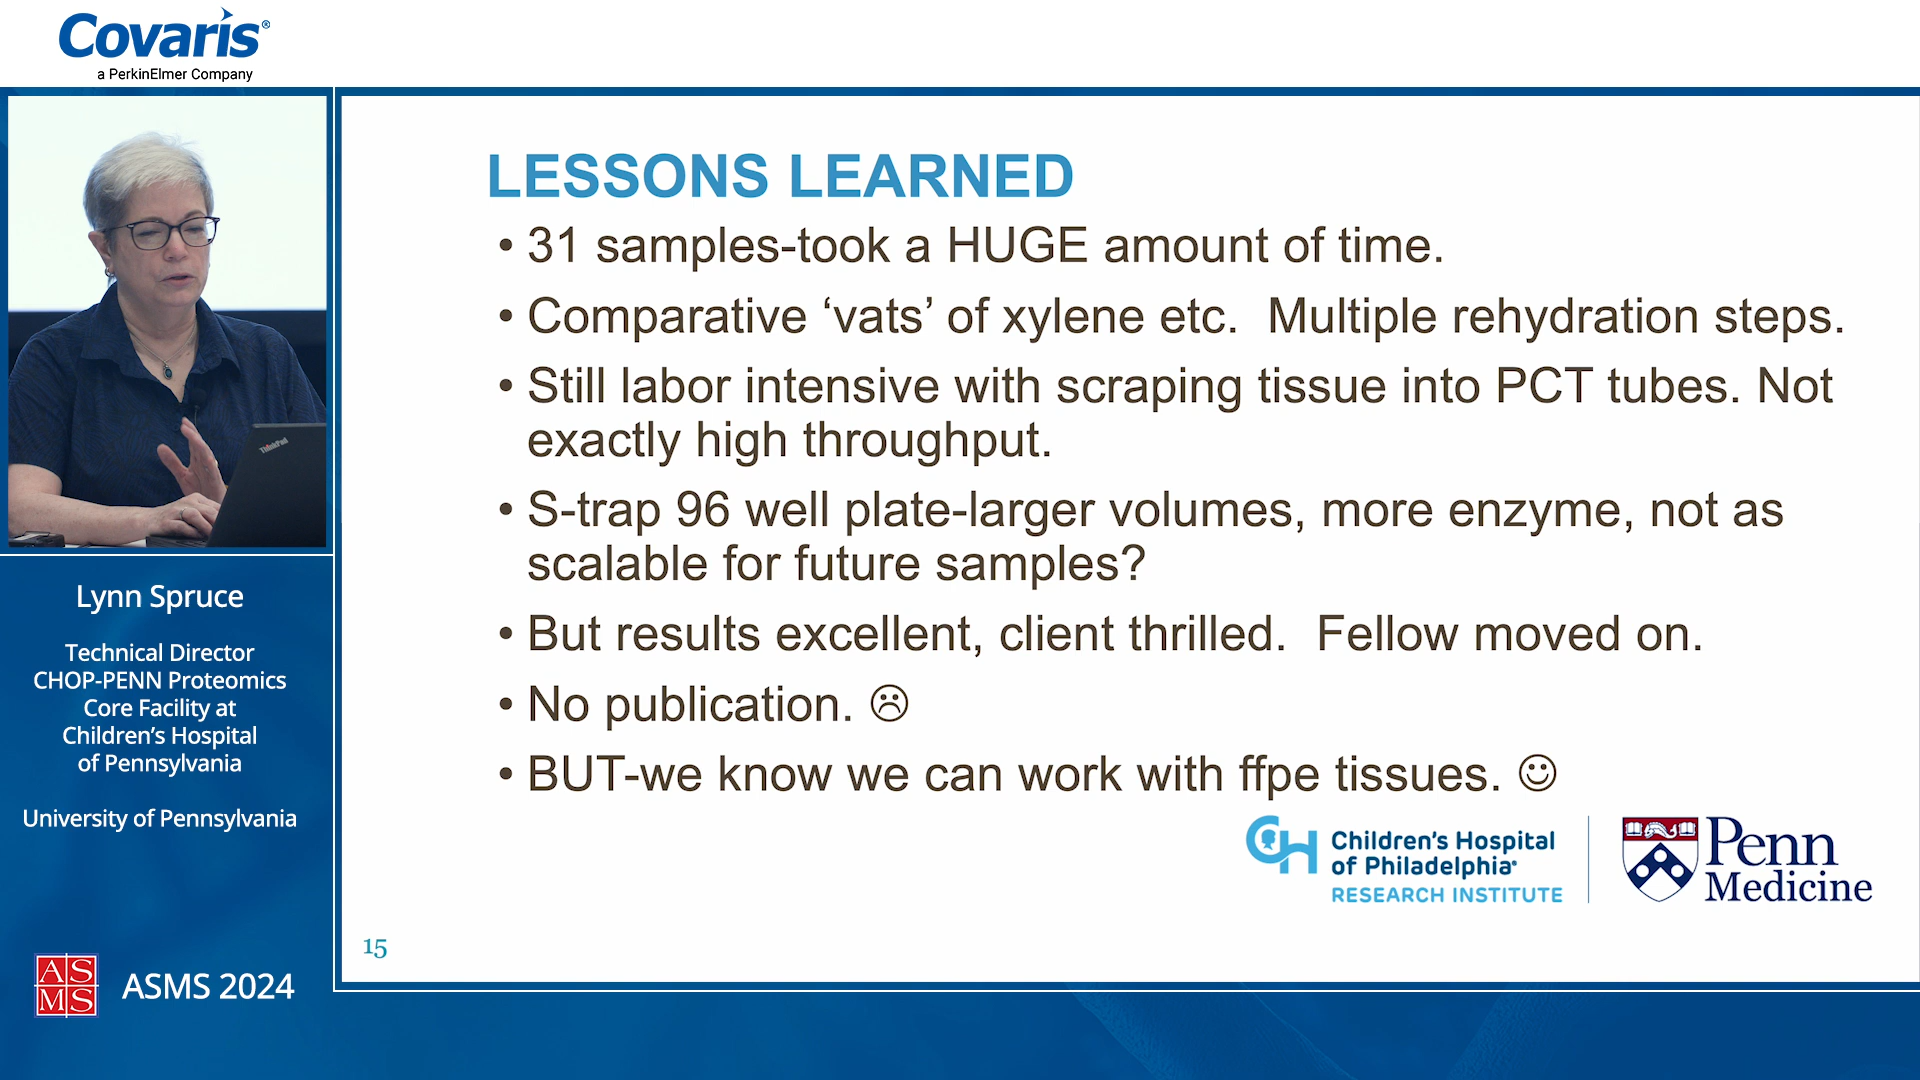 Covaris®
a PerkinElmer Company
ThinkPad
Lynn Spruce
Technical Director
CHOP-PENN Proteomics
Core Facility at
Children’s Hospital
of Pennsylvania
University of Pennsylvania
AS
MS
ASMS 2024
LESSONS LEARNED
• 31 samples-took a HUGE amount of time.
• Comparative ‘vats’ of xylene etc.  Multiple rehydration steps.
• Still labor intensive with scraping tissue into PCT tubes. Not
exactly high throughput.
• S-trap 96 well plate-larger volumes, more enzyme, not as
scalable for future samples?
• But results excellent, client thrilled.  Fellow moved on.
• No publication. ☹
• BUT-we know we can work with ffpe tissues. ☺
CH
Children’s Hospital
of Philadelphia®
RESEARCH INSTITUTE
Penn
Medicine
15